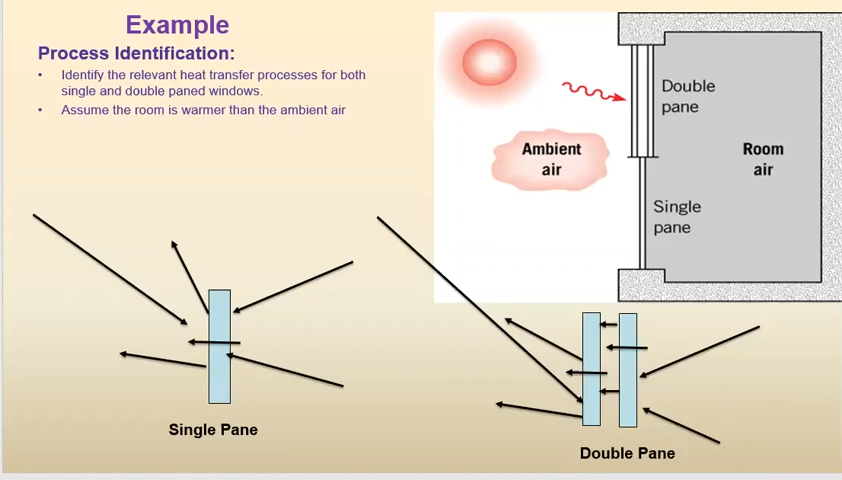 Example
Process Identification:
• Identify the relevant heat transfer processes for both
single and double paned windows.
• Assume the room is warmer than the ambient air
Double
pane
Ambient
air
Room
air
Single
pane
Single Pane
Double Pane